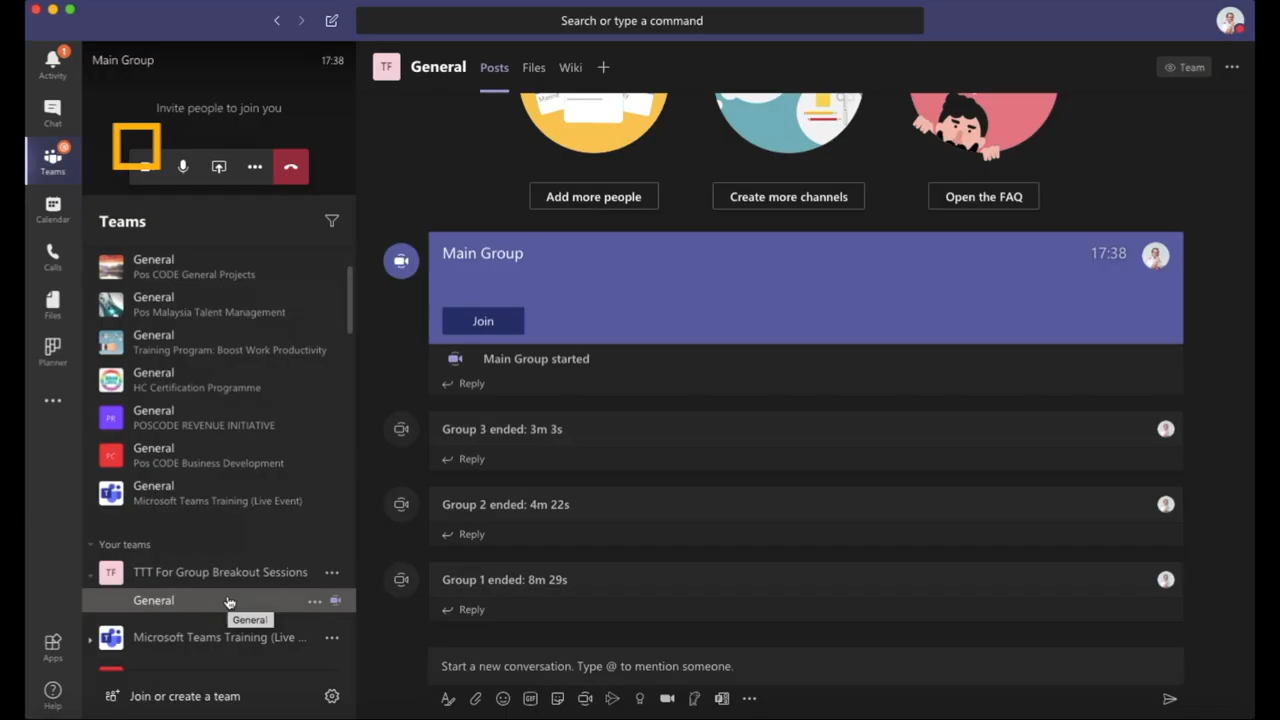 Search or type a command
1
Activity
Chat
Teams
Calendar
Calls
Files
Planner
Apps
Help
Main Group
17:38
Invite people to join you
Teams
General
Pos CODE General Projects
General
Pos Malaysia Talent Management
General
Training Program: Boost Work Productivity
General
HC Certification Programme
PR
General
POSCODE REVENUE INITIATIVE
PC
General
Pos CODE Business Development
General
Microsoft Teams Training (Live Event)
Your teams
TF
TTT For Group Breakout Sessions
General
General
Microsoft Teams Training (Live ...
Join or create a team
TF
General
Posts
Files
Wiki
Team
Add more people
Create more channels
Open the FAQ
Main Group
17:38
Join
Main Group started
Reply
Group 3 ended: 3m 3s
Reply
Group 2 ended: 4m 22s
Reply
Group 1 ended: 8m 29s
Reply
Start a new conversation. Type @ to mention someone.
GIF